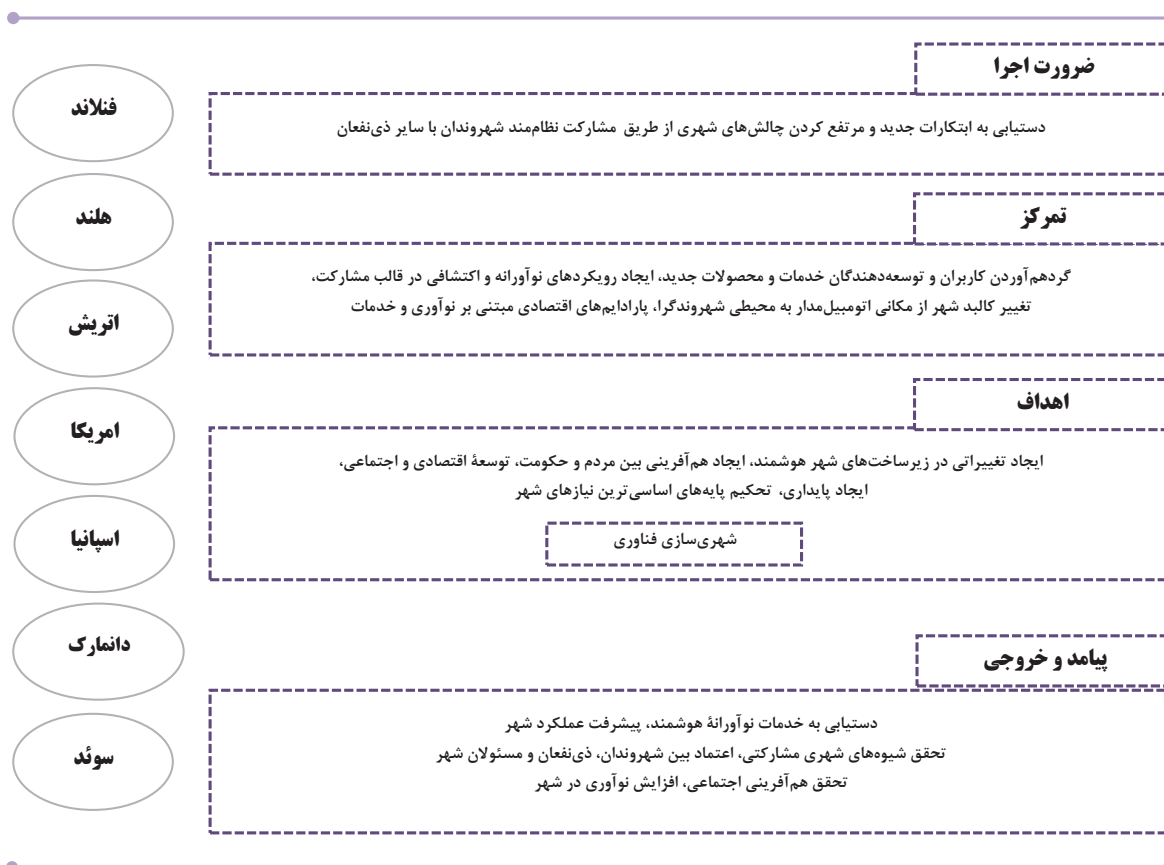 ضرورت اجرا
دستیابی به ابتکارات جدید و مرتفع کردن چالش‌های شهری از طریق مشارکت نظام‌مند شهروندان با سایر ذی‌نفعان
تمرکز
گردهم‌آوردن کاربران و توسعه‌دهندگان خدمات و محصولات جدید، ایجاد رویکردهای نوآورانه و اکتشافی در قالب مشارکت،
تغییر کالبد شهر از مکانی اتومبیل‌مدار به محیطی شهروندگرا، پارادایم‌های اقتصادی مبتنی بر نوآوری و خدمات
اهداف
ایجاد تغییراتی در زیرساخت‌های شهر هوشمند، ایجاد هم‌آفرینی بین مردم و حکومت، توسعهٔ اقتصادی و اجتماعی،
ایجاد پایداری، تحکیم پایه‌های اساسی‌ترین نیازهای شهر
شهری‌سازی فناوری
پیامد و خروجی
دستیابی به خدمات نوآورانهٔ هوشمند، پیشرفت عملکرد شهر
تحقق شیوه‌های شهری مشارکتی، اعتماد بین شهروندان، ذی‌نفعان و مسئولان شهر
تحقق هم‌آفرینی اجتماعی، افزایش نوآوری در شهر
فنلاند
هلند
اتریش
امریکا
اسپانیا
دانمارک
سوئد